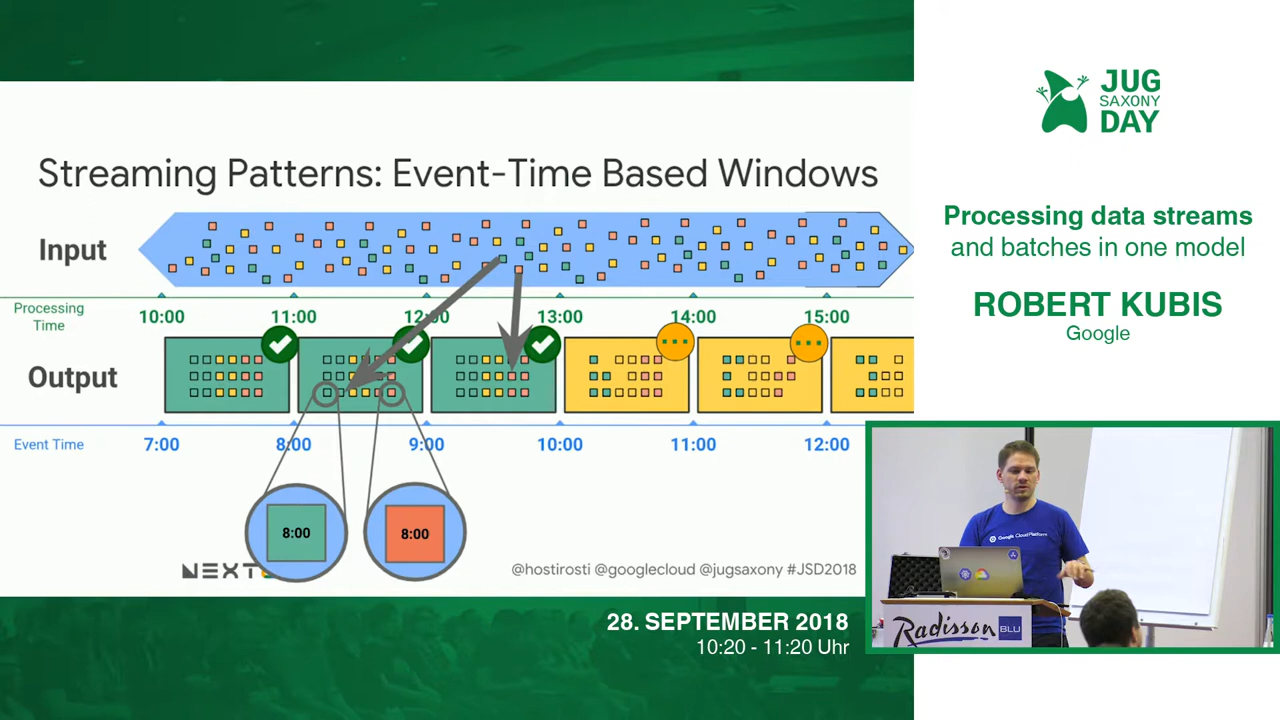 Streaming Patterns: Event-Time Based Windows
Input
Processing
Time
10:00 11:00 12:00 13:00 14:00 15:00
Output
Event Time
7:00 8:00 9:00 10:00 11:00 12:00
8:00 8:00
NEXT
@hostirosti @googlecloud @jugsaxony #JSD2018
28. SEPTEMBER 2018
10:20 - 11:20 Uhr
JUG
SAXONY
DAY
Processing data streams
and batches in one model
ROBERT KUBIS
Google
Google Cloud Platform
Radisson BLU